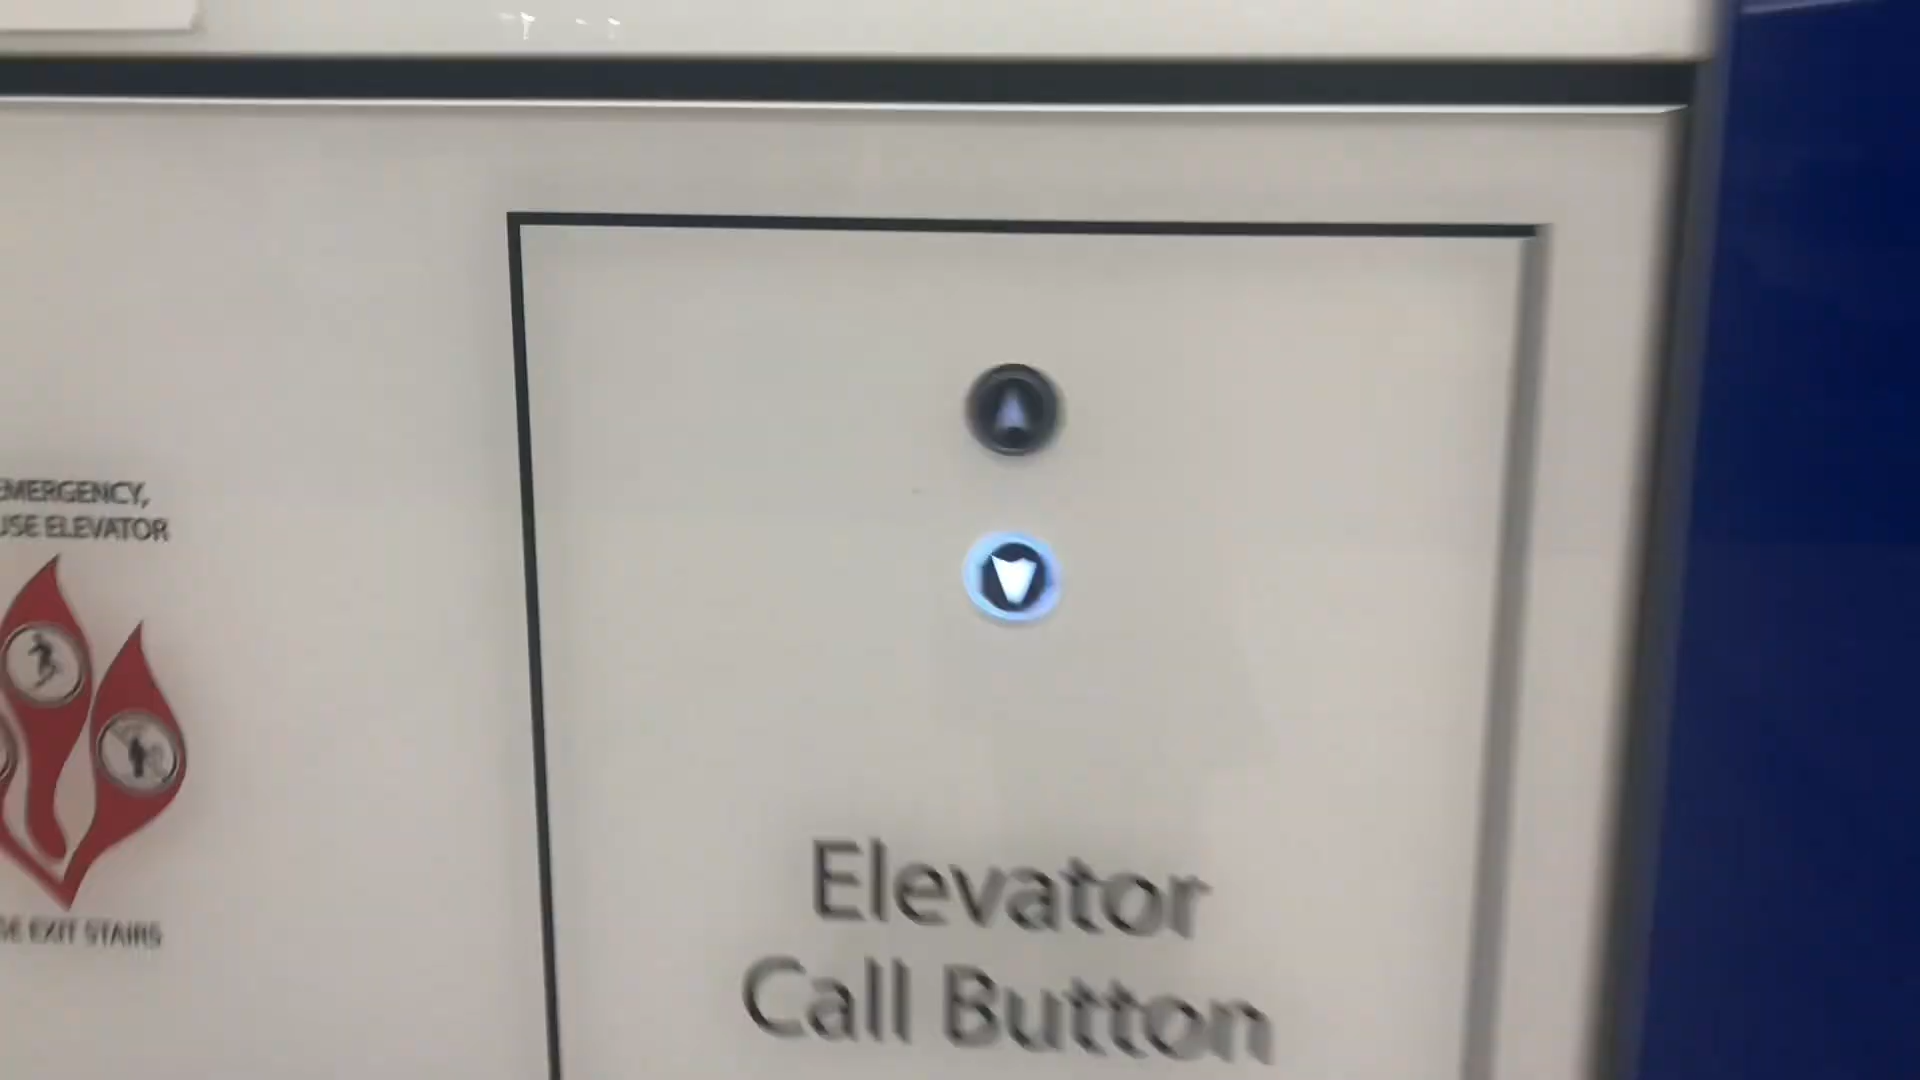 EMERGENCY,
USE ELEVATOR
EXIT STAIRS
Elevator
Call Button